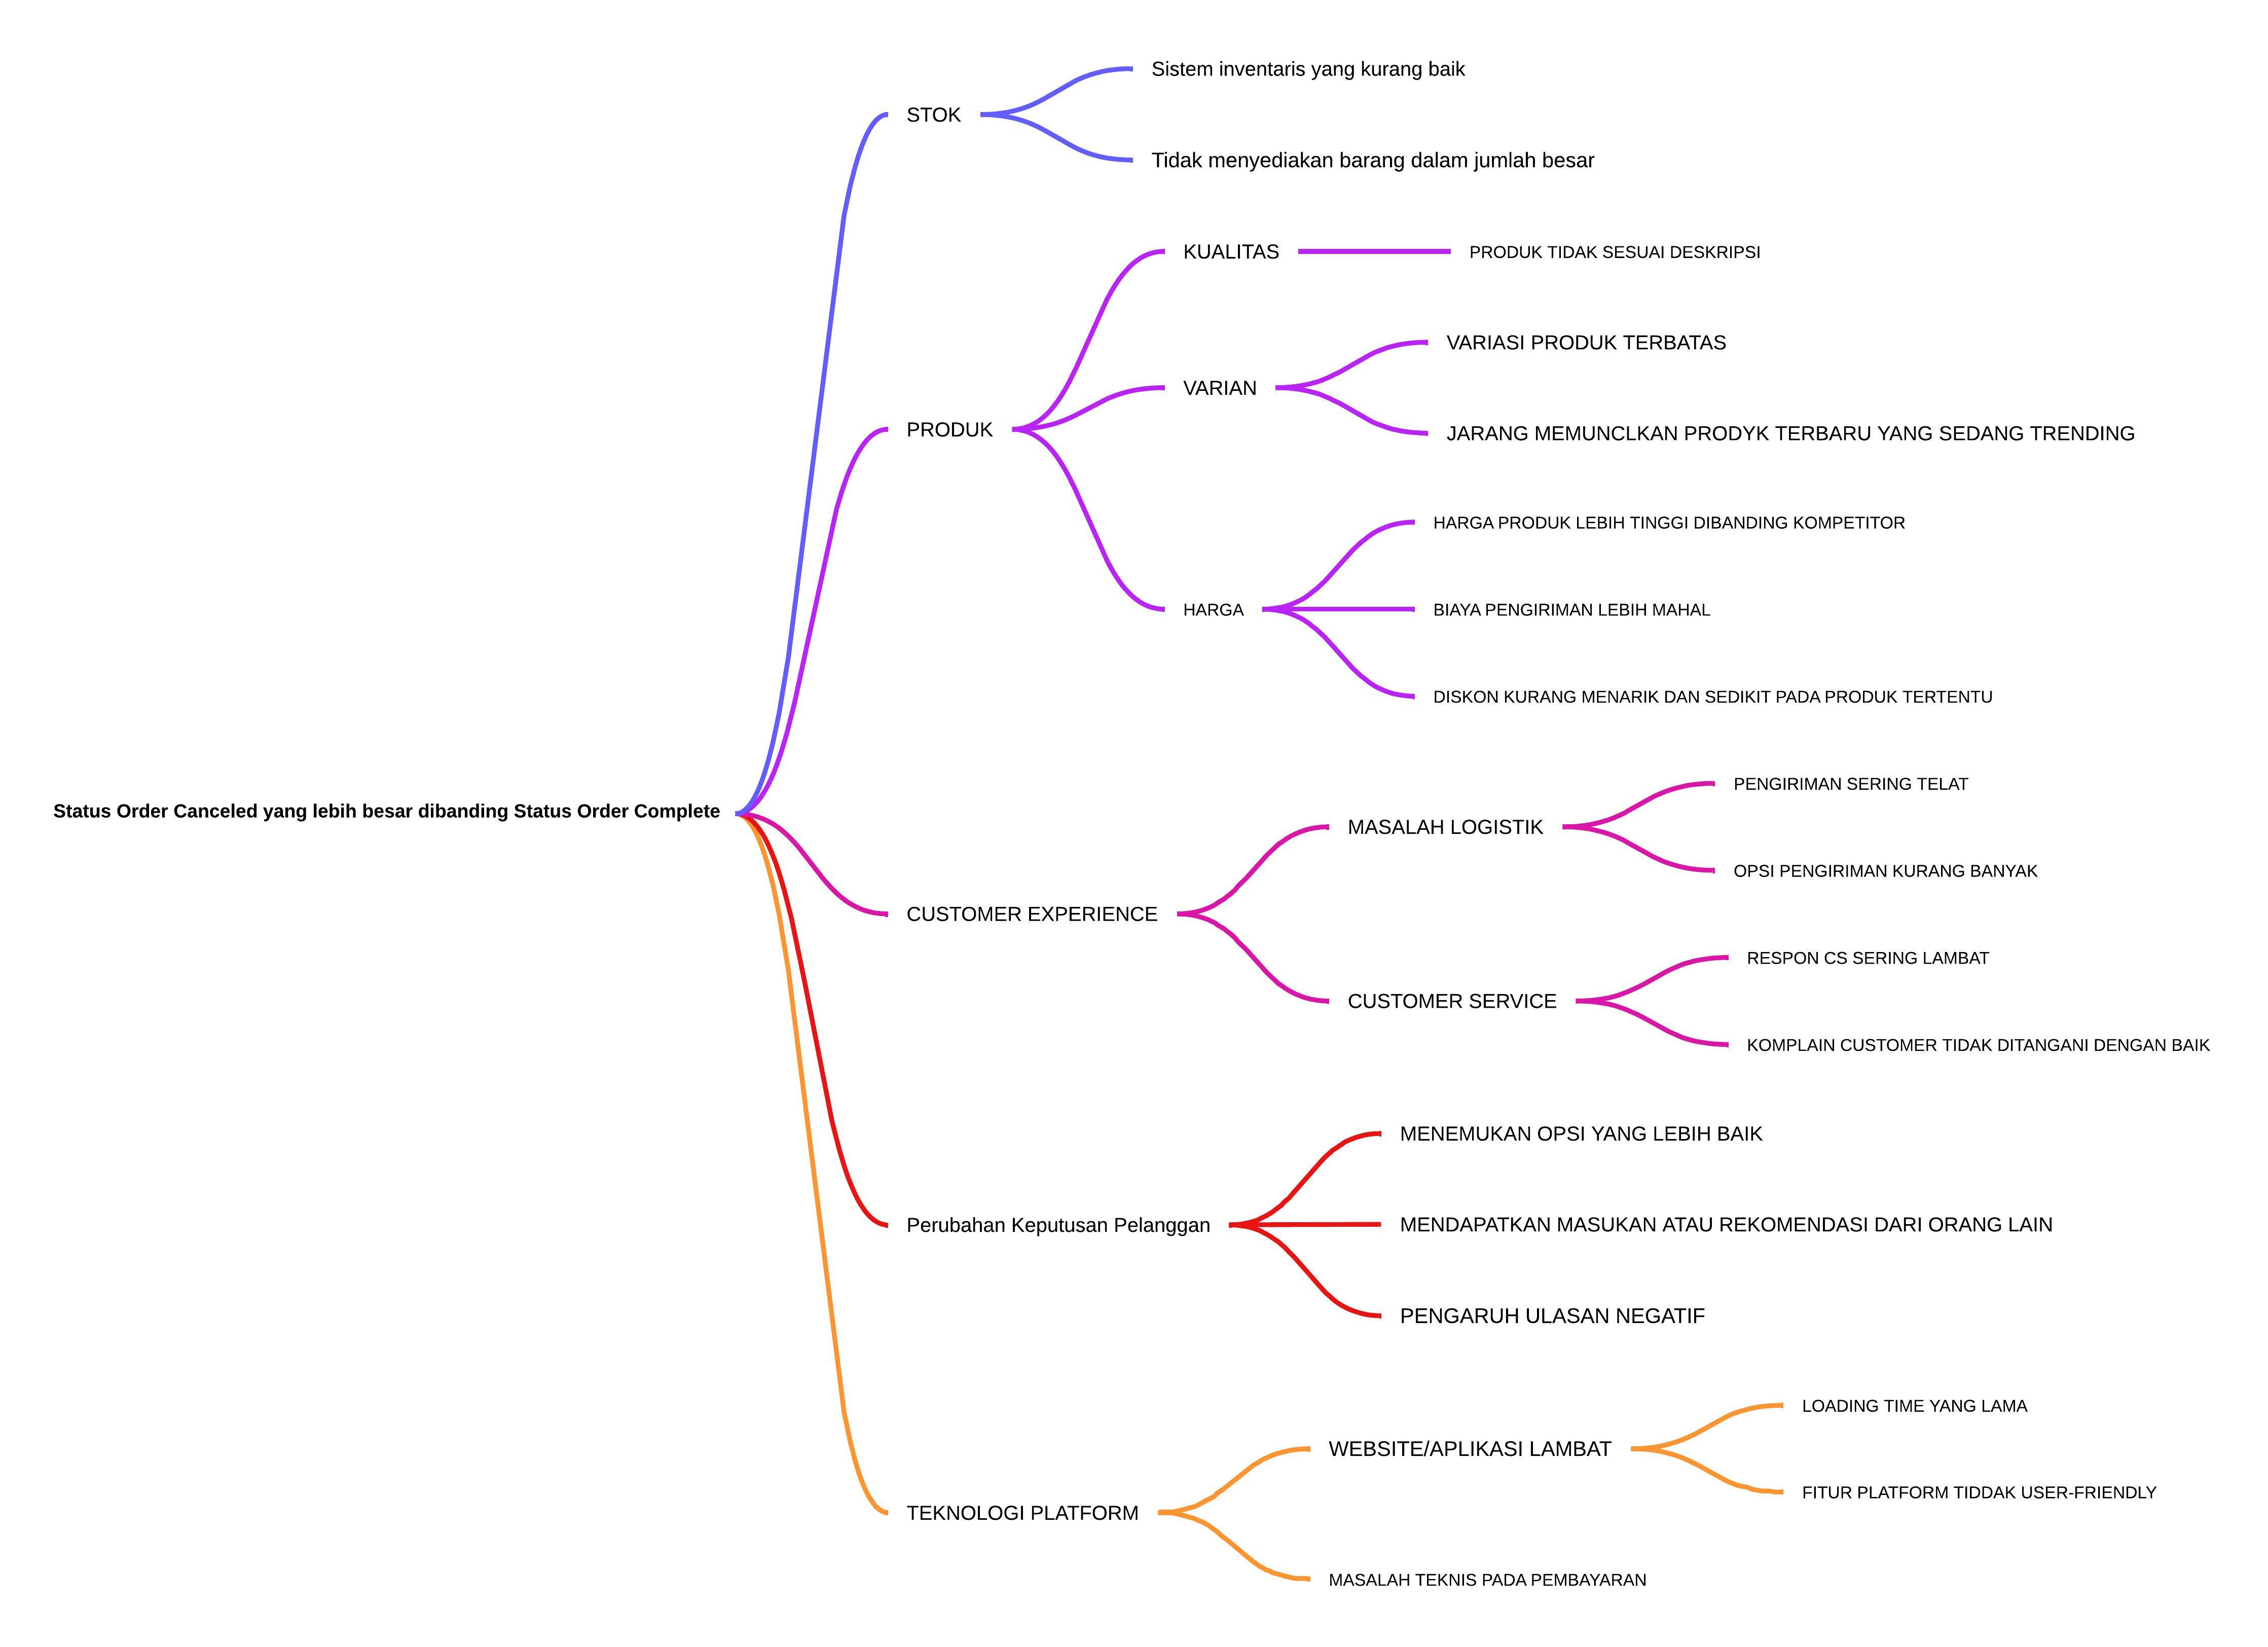 Status Order Canceled yang lebih besar dibanding Status Order Complete
STOK
Sistem inventaris yang kurang baik
Tidak menyediakan barang dalam jumlah besar
PRODUK
KUALITAS
PRODUK TIDAK SESUAI DESKRIPSI
VARIAN
VARIASI PRODUK TERBATAS
JARANG MEMUNCLKAN PRODYK TERBARU YANG SEDANG TRENDING
HARGA
HARGA PRODUK LEBIH TINGGI DIBANDING KOMPETITOR
BIAYA PENGIRIMAN LEBIH MAHAL
DISKON KURANG MENARIK DAN SEDIKIT PADA PRODUK TERTENTU
CUSTOMER EXPERIENCE
MASALAH LOGISTIK
PENGIRIMAN SERING TELAT
OPSI PENGIRIMAN KURANG BANYAK
CUSTOMER SERVICE
RESPON CS SERING LAMBAT
KOMPLAIN CUSTOMER TIDAK DITANGANI DENGAN BAIK
Perubahan Keputusan Pelanggan
MENEMUKAN OPSI YANG LEBIH BAIK
MENDAPATKAN MASUKAN ATAU REKOMENDASI DARI ORANG LAIN
PENGARUH ULASAN NEGATIF
TEKNOLOGI PLATFORM
WEBSITE/APLIKASI LAMBAT
LOADING TIME YANG LAMA
FITUR PLATFORM TIDDAK USER-FRIENDLY
MASALAH TEKNIS PADA PEMBAYARAN